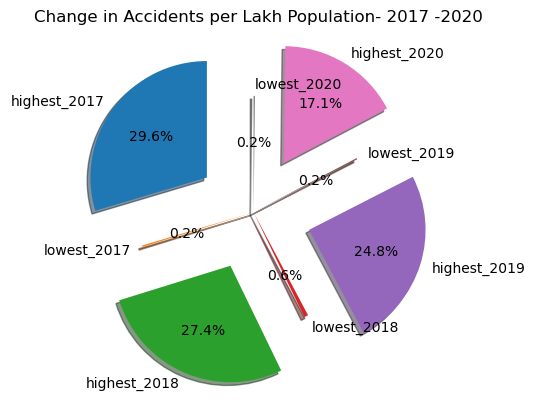 Change in Accidents per Lakh Population- 2017 -2020
highest_2020
lowest_2020
highest_2017
17.1%
29.6%
0.2%
lowest_2019
0.2%
0.2%
lowest_2017
24.8%
highest_2019
0.6%
lowest_2018
27.4%
highest_2018